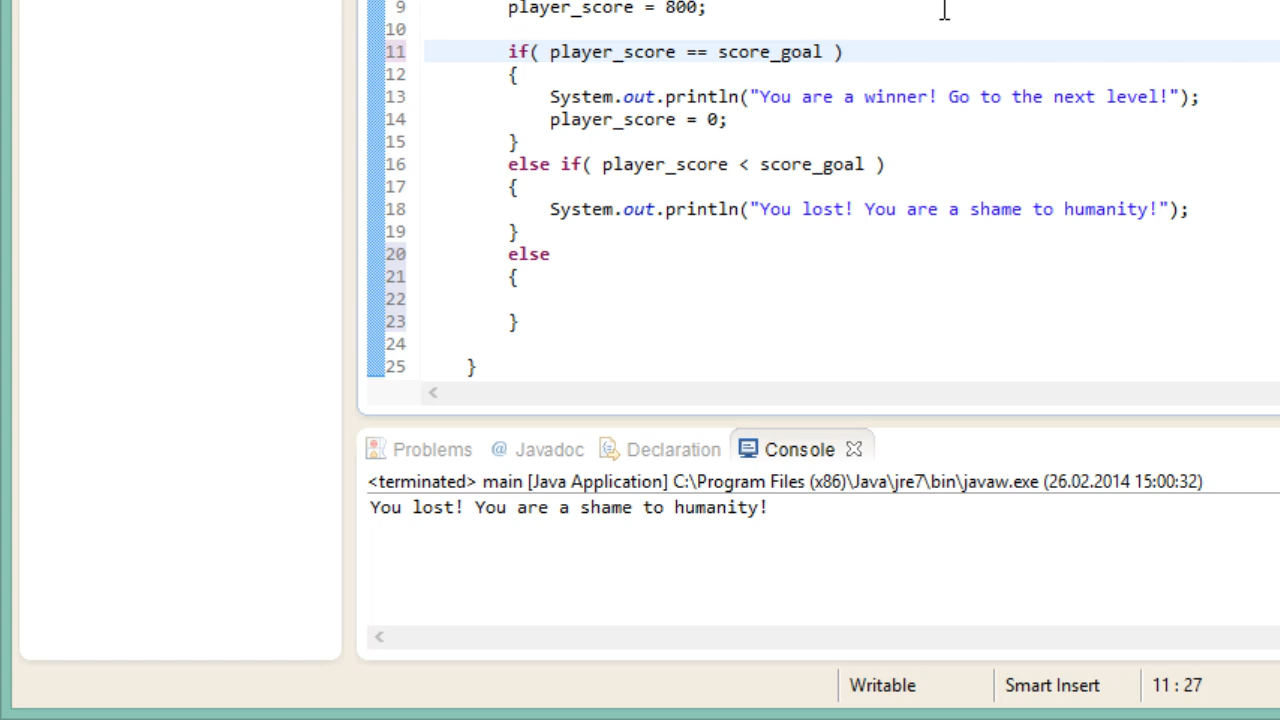 9 player_score = 800;
10
11 if( player_score == score_goal )
12 {
13 System.out.println("You are a winner! Go to the next level!");
14 player_score = 0;
15 }
16 else if( player_score < score_goal )
17 {
18 System.out.println("You lost! You are a shame to humanity!");
19 }
20 else
21 {
22
23 }
24
25 }
Problems @ Javadoc Declaration Console
<terminated> main [Java Application] C:\Program Files (x86)\Java\jre7\bin\javaw.exe (26.02.2014 15:00:32)
You lost! You are a shame to humanity!
Writable Smart Insert 11 : 27